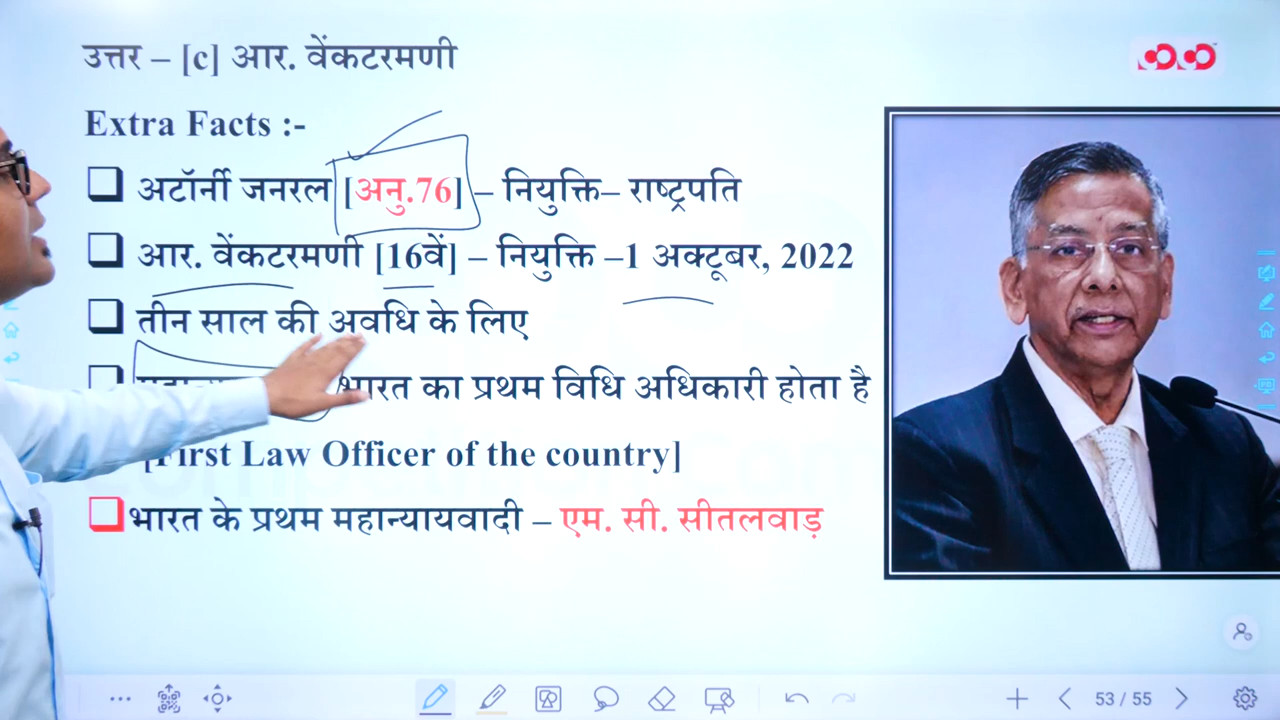 उत्तर – [c] आर. वेंकटरमणी
Extra Facts :-
अटॉर्नी जनरल [अनु.76] – नियुक्ति– राष्ट्रपति
आर. वेंकटरमणी [16वें] – नियुक्ति –1 अक्टूबर, 2022
तीन साल की अवधि के लिए
भारत का प्रथम विधि अधिकारी होता है
[First Law Officer of the country]
भारत के प्रथम महान्यायवादी – एम. सी. सीतलवाड़
53 / 55